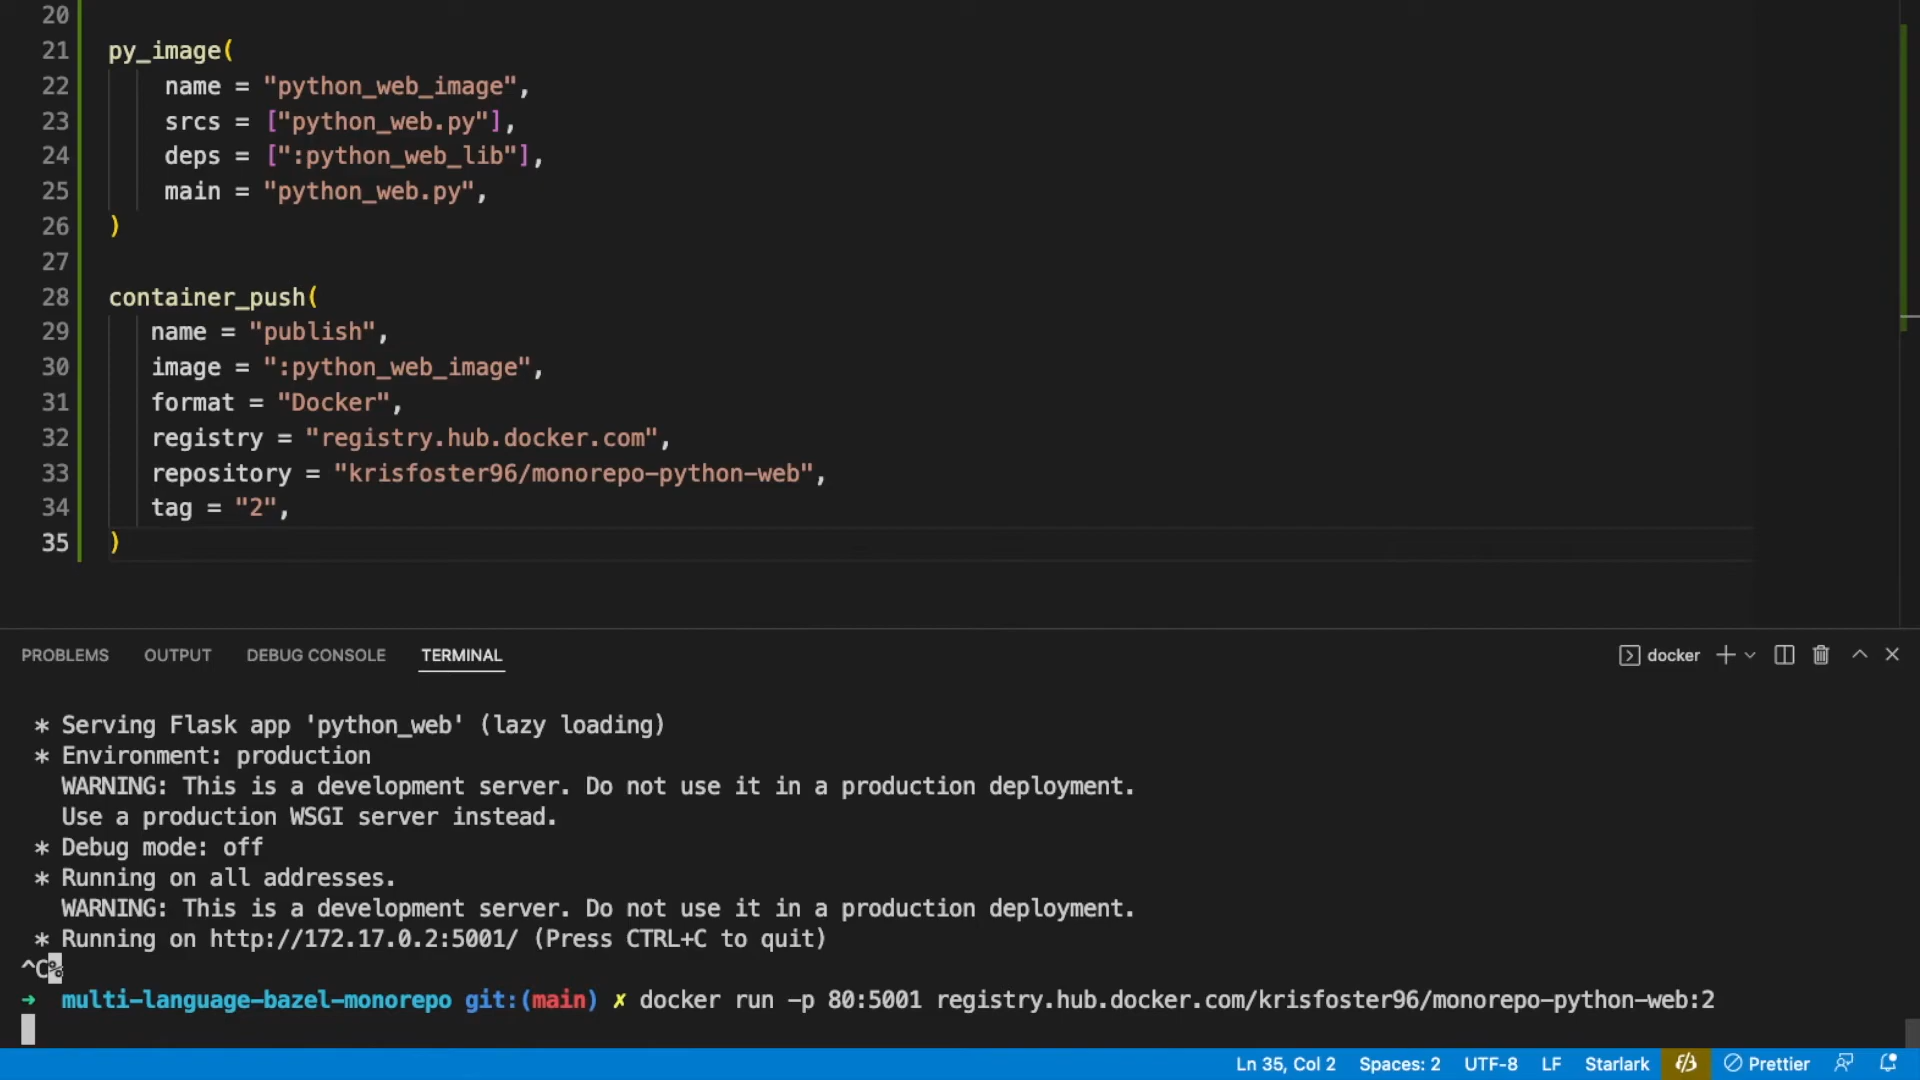 20
21 py_image(
22 name = "python_web_image",
23 srcs = ["python_web.py"],
24 deps = [":python_web_lib"],
25 main = "python_web.py",
26 )
27
28 container_push(
29 name = "publish",
30 image = ":python_web_image",
31 format = "Docker",
32 registry = "registry.hub.docker.com",
33 repository = "krisfoster96/monorepo-python-web",
34 tag = "2",
35 )
PROBLEMS OUTPUT DEBUG CONSOLE TERMINAL docker
* Serving Flask app 'python_web' (lazy loading)
* Environment: production
WARNING: This is a development server. Do not use it in a production deployment.
Use a production WSGI server instead.
* Debug mode: off
* Running on all addresses.
WARNING: This is a development server. Do not use it in a production deployment.
* Running on http://172.17.0.2:5001/ (Press CTRL+C to quit)
^C%
→ multi-language-bazel-monorepo git:(main) ✗ docker run -p 80:5001 registry.hub.docker.com/krisfoster96/monorepo-python-web:2
Ln 35, Col 2 Spaces: 2 UTF-8 LF Starlark Prettier